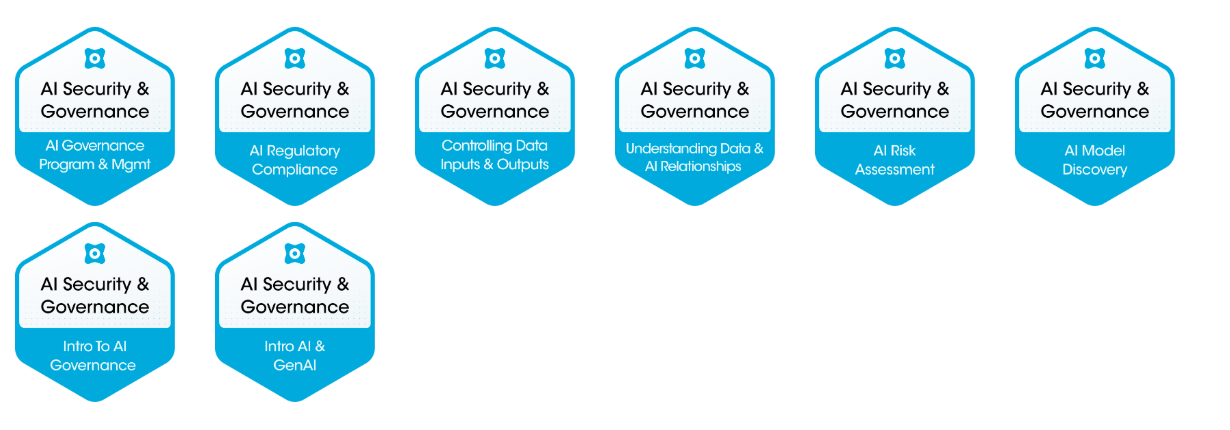 AI Security &
Governance
AI Governance
Program & Mgmt
AI Security &
Governance
AI Regulatory
Compliance
AI Security &
Governance
Controlling Data
Inputs & Outputs
AI Security &
Governance
Understanding Data &
AI Relationships
AI Security &
Governance
AI Risk
Assessment
AI Security &
Governance
AI Model
Discovery
AI Security &
Governance
Intro To AI
Governance
AI Security &
Governance
Intro AI &
GenAI